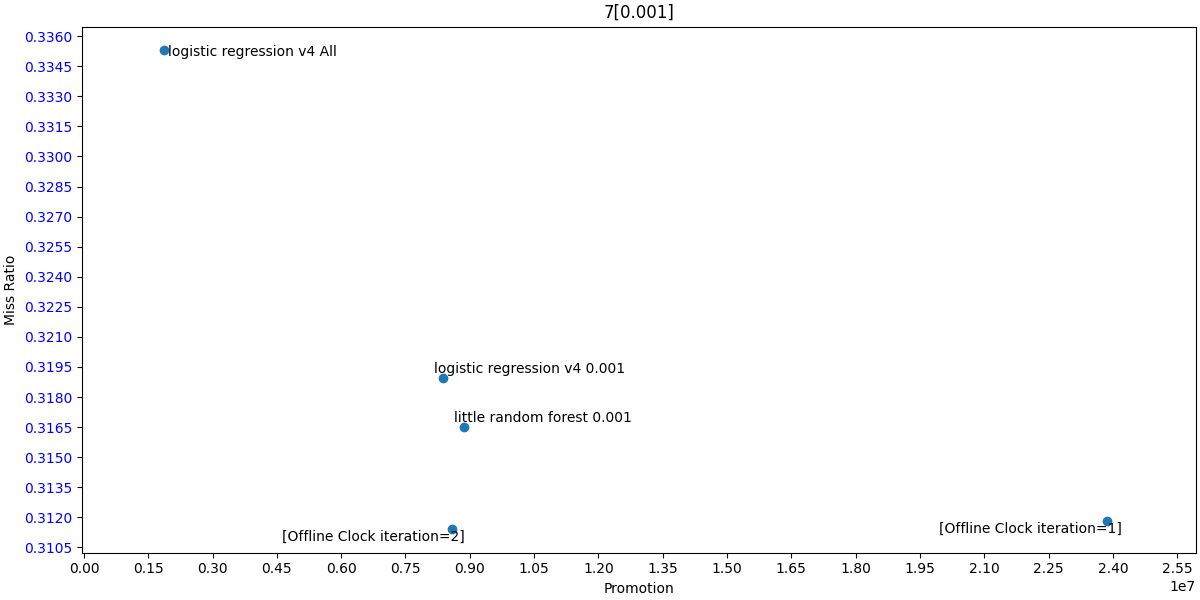 7[0.001]
0.3360
0.3345
0.3330
0.3315
0.3300
0.3285
0.3270
0.3255
0.3240
0.3225
0.3210
0.3195
0.3180
0.3165
0.3150
0.3135
0.3120
0.3105
Miss Ratio
logistic regression v4 All
logistic regression v4 0.001
little random forest 0.001
[Offline Clock iteration=2]
[Offline Clock iteration=1]
0.00 0.15 0.30 0.45 0.60 0.75 0.90 1.05 1.20 1.35 1.50 1.65 1.80 1.95 2.10 2.25 2.40 2.55
1e7
Promotion